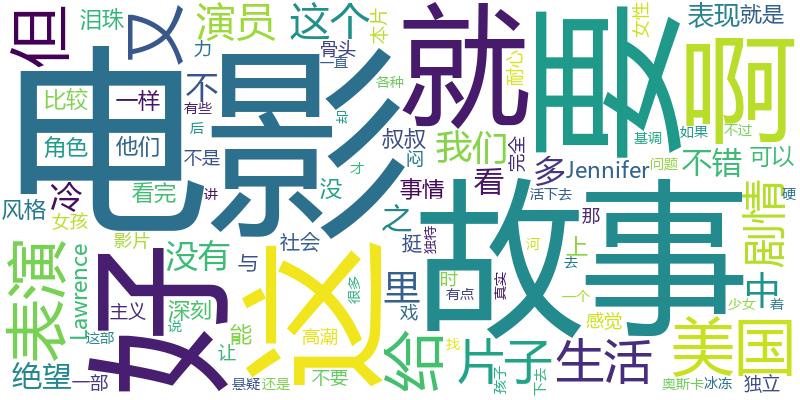 但
泪珠
又
演员
这个
骨头
本片
一直
就
耐心
要
女性
表现
就是
啊
电影
比较
一样
力
有些
不
各种
角色
他们
后
不是
叔叔
却
闷
我们
完全
基调
如果
不过
风格
冷
看完
讲
没
才
事情
看
多
Jennifer
问题
不错
可以
活下去
硬
女孩
影片
之
挺
独特
故事
那
上
剧情
表演
Lawrence
好
没有
与
社会
这
很多
里
时
有点
真实
河
去
一个
感觉
中
少女
着
主义
深刻
说
能
高潮
戏
给
片子
找
生活
美国
这部
让
绝望
一部
悬疑
还是
不要
孩子
下去
奥斯卡
冰冻
独立